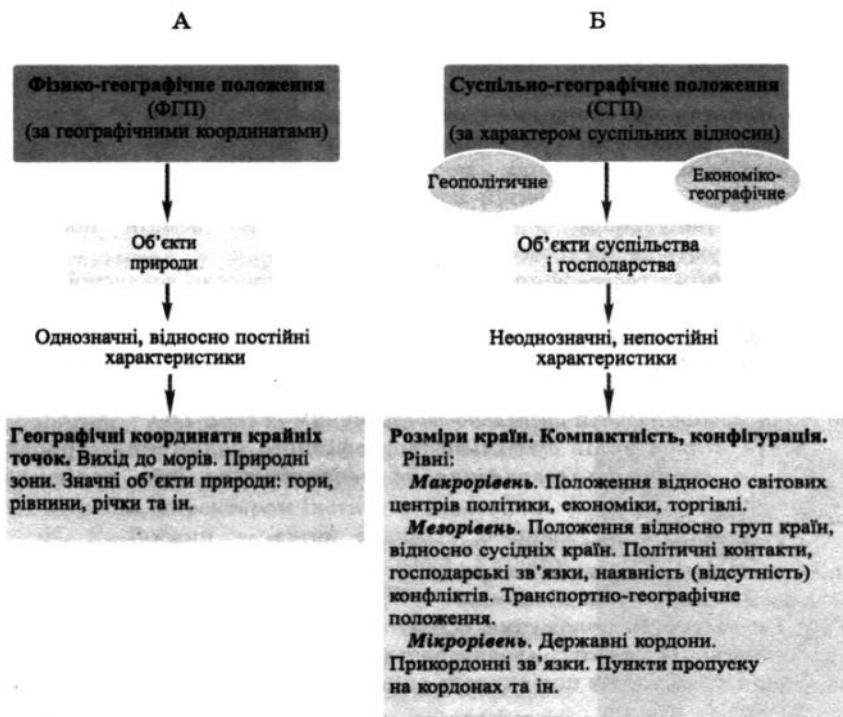 А
Фізико-географічне положення
(ФГП)
(за географічними координатами)
Об’єкти
природи
Однозначні, відносно постійні
характеристики
Географічні координати крайніх
точок. Вихід до морів. Природні
зони. Значні об’єкти природи: гори,
рівнини, річки та ін.
Б
Суспільно-географічне положення
(СГП)
(за характером суспільних відносин)
Геополітичне
Економіко-
географічне
Об’єкти суспільства
і господарства
Неоднозначні, непостійні
характеристики
Розміри країн. Компактність, конфігурація.
Рівні:
Макрорівень. Положення відносно світових
центрів політики, економіки, торгівлі.
Мезорівень. Положення відносно груп країн,
відносно сусідніх країн. Політичні контакти,
господарські зв’язки, наявність (відсутність)
конфліктів. Транспортно-географічне
положення.
Мікрорівень. Державні кордони.
Прикордонні зв’язки. Пункти пропуску
на кордонах та ін.